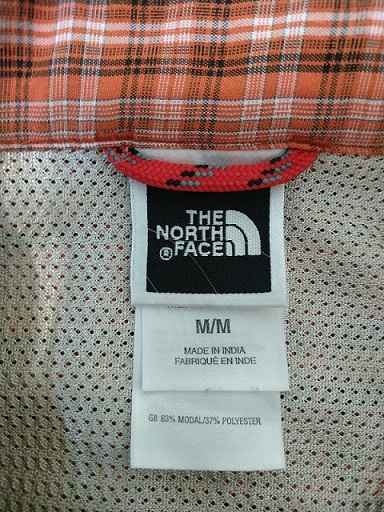 THE
NORTH
® FACE
M/M
MADE IN INDIA
FABRIQUÉ EN INDE
GB 63% MODAL/37% POLYESTER